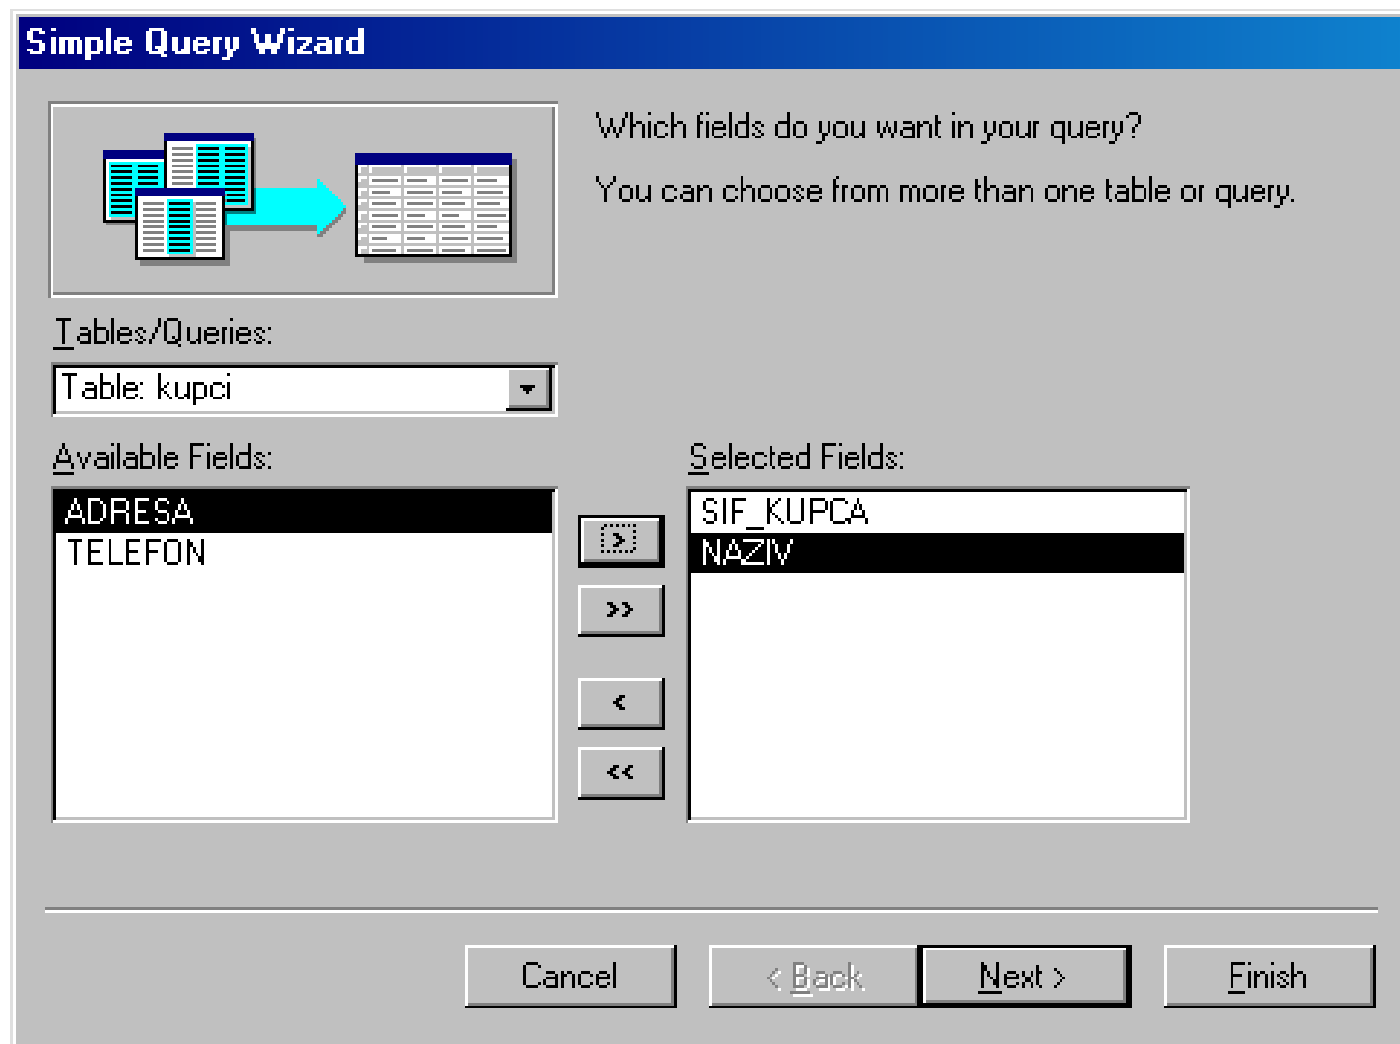 Simple Query Wizard
Which fields do you want in your query?
You can choose from more than one table or query.
Tables/Queries:
Table: kupci
Available Fields:
Selected Fields:
ADRESA
TELEFON
>
>>
<
<<
SIF_KUPCA
NAZIV
Cancel
< Back
Next >
Finish